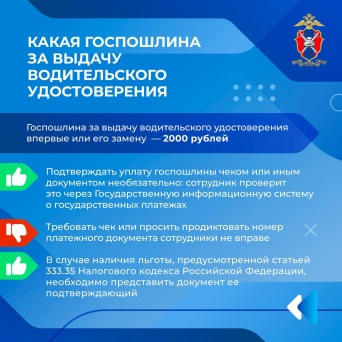 КАКАЯ ГОСПОШЛИНА
ЗА ВЫДАЧУ
ВОДИТЕЛЬСКОГО
УДОСТОВЕРЕНИЯ
Госпошлина за выдачу водительского удостоверения
впервые или его замену — 2000 рублей
Подтверждать уплату госпошлины чеком или иным
документом необязательно: сотрудник проверит
это через Государственную информационную систему
о государственных платежах
Требовать чек или просить продиктовать номер
платежного документа сотрудники не вправе
В случае наличия льготы, предусмотренной статьей
333.35 Налогового кодекса Российской Федерации,
необходимо представить документ ее
подтверждающий